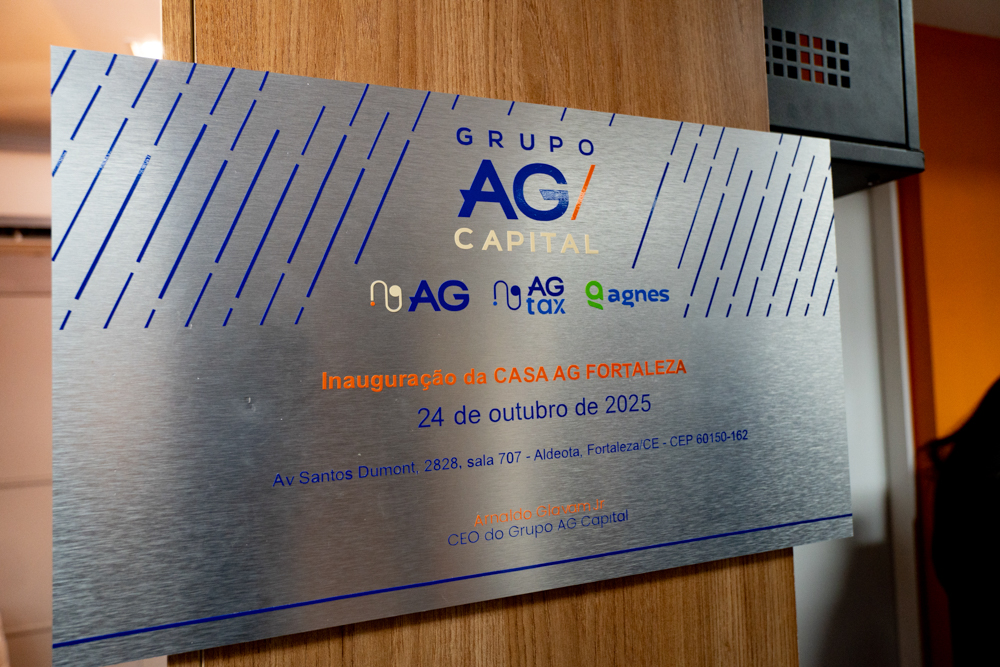 GRUPO
AG/
CAPITAL
AG
AG tax
agnes
Inauguração da CASA AG FORTALEZA
24 de outubro de 2025
Av Santos Dumont, 2828, sala 707 - Aldeota, Fortaleza/CE - CEP 60150-162
Arnaldo
CEO do Grupo AG Capital